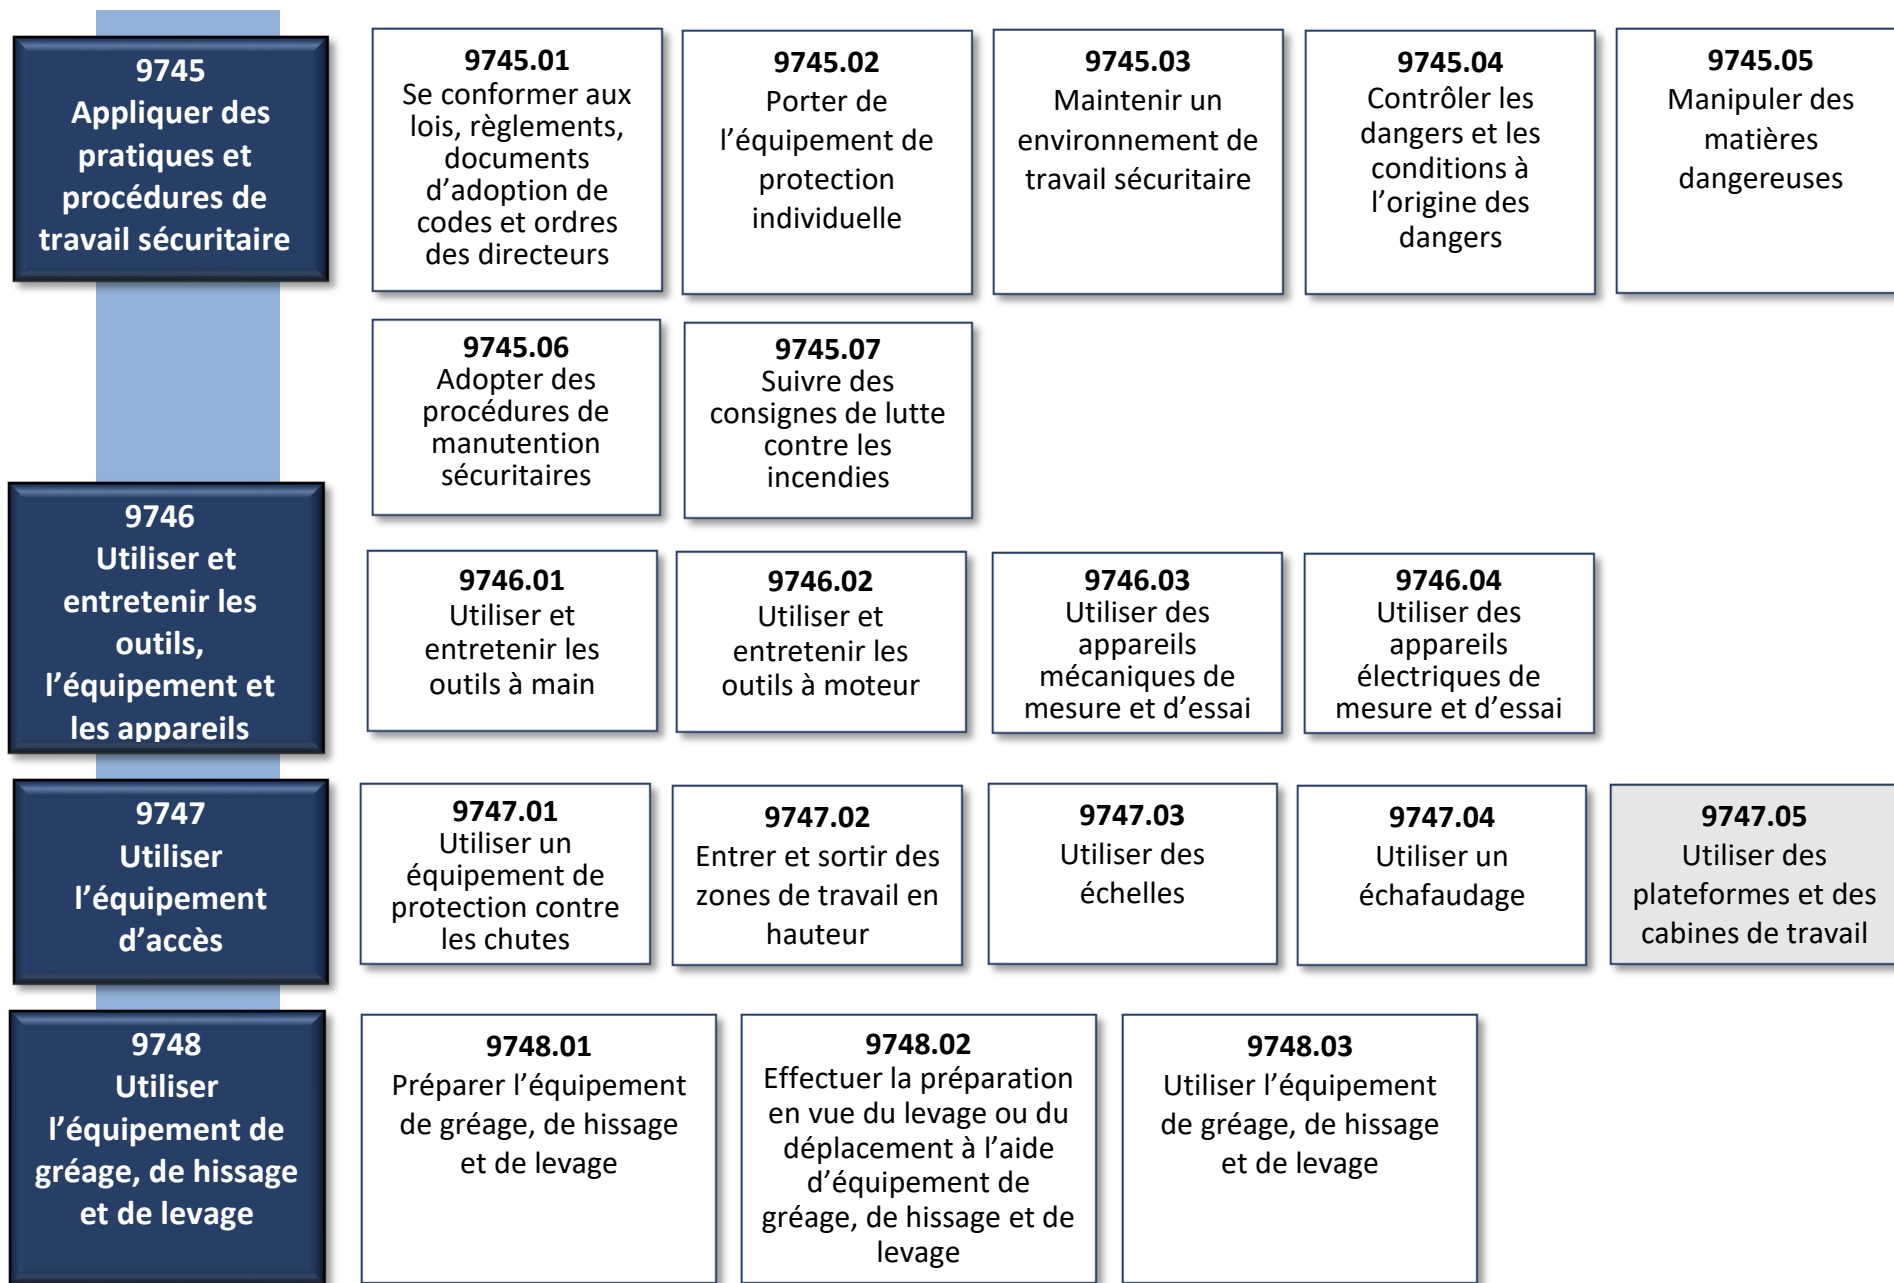 9745
Appliquer des
pratiques et
procédures de
travail sécuritaire
9745.01
Se conformer aux
lois, règlements,
documents
d’adoption de
codes et ordres
des directeurs
9745.02
Porter de
l’équipement de
protection
individuelle
9745.03
Maintenir un
environnement de
travail sécuritaire
9745.04
Contrôler les
dangers et les
conditions à
l’origine des
dangers
9745.05
Manipuler des
matières
dangereuses
9745.06
Adopter des
procédures de
manutention
sécuritaires
9745.07
Suivre des
consignes de lutte
contre les
incendies
9746
Utiliser et
entretenir les
outils,
l’équipement et
les appareils
9746.01
Utiliser et
entretenir les
outils à main
9746.02
Utiliser et
entretenir les
outils à moteur
9746.03
Utiliser des
appareils
mécaniques de
mesure et d’essai
9746.04
Utiliser des
appareils
électriques de
mesure et d’essai
9747
Utiliser
l’équipement
d’accès
9747.01
Utiliser un
équipement de
protection contre
les chutes
9747.02
Entrer et sortir des
zones de travail en
hauteur
9747.03
Utiliser des
échelles
9747.04
Utiliser un
échafaudage
9747.05
Utiliser des
plateformes et des
cabines de travail
9748
Utiliser
l’équipement de
gréage, de hissage
et de levage
9748.01
Préparer l’équipement
de gréage, de hissage
et de levage
9748.02
Effectuer la préparation
en vue du levage ou du
déplacement à l’aide
d’équipement de
gréage, de hissage et de
levage
9748.03
Utiliser l’équipement
de gréage, de hissage
et de levage